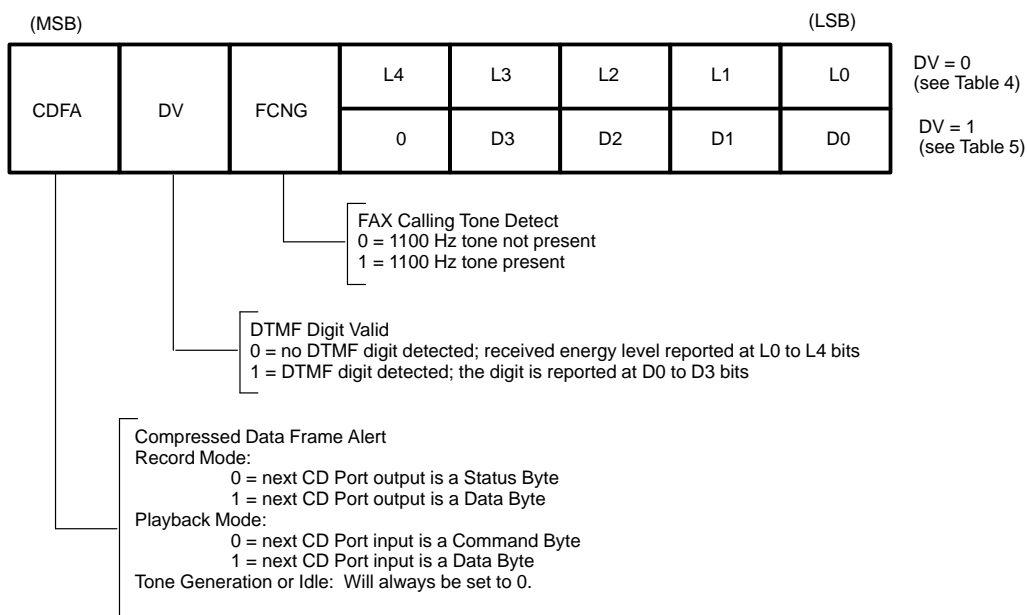 (MSB) (LSB)
L4 L3 L2 L1 L0 DV = 0
(see Table 4)
CDFA DV FCNG
0 D3 D2 D1 D0 DV = 1
(see Table 5)
FAX Calling Tone Detect
0 = 1100 Hz tone not present
1 = 1100 Hz tone present
DTMF Digit Valid
0 = no DTMF digit detected; received energy level reported at L0 to L4 bits
1 = DTMF digit detected; the digit is reported at D0 to D3 bits
Compressed Data Frame Alert
Record Mode:
0 = next CD Port output is a Status Byte
1 = next CD Port output is a Data Byte
Playback Mode:
0 = next CD Port input is a Command Byte
1 = next CD Port input is a Data Byte
Tone Generation or Idle: Will always be set to 0.